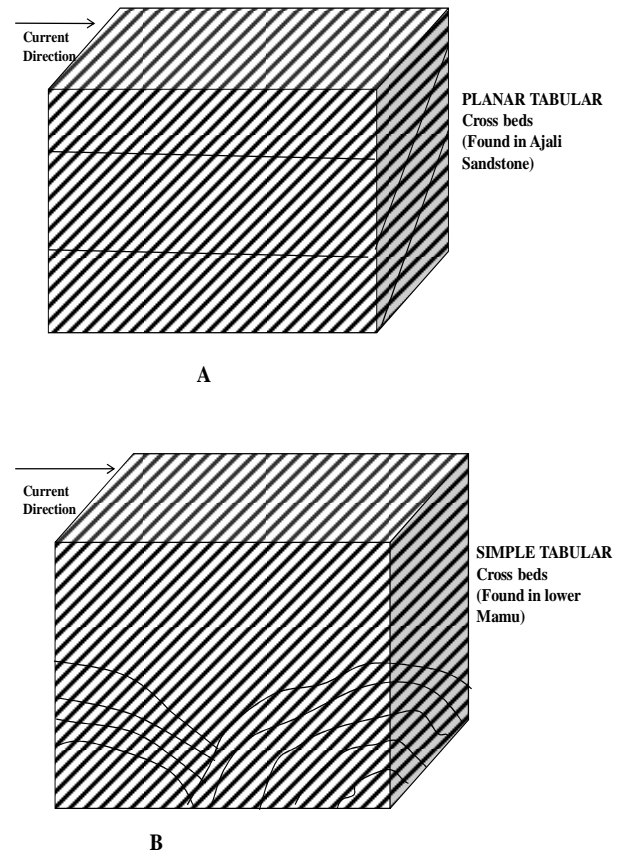 Current
Direction
PLANAR TABULAR
Cross beds
(Found in Ajali
Sandstone)
A
Current
Direction
SIMPLE TABULAR
Cross beds
(Found in lower
Mamu)
B